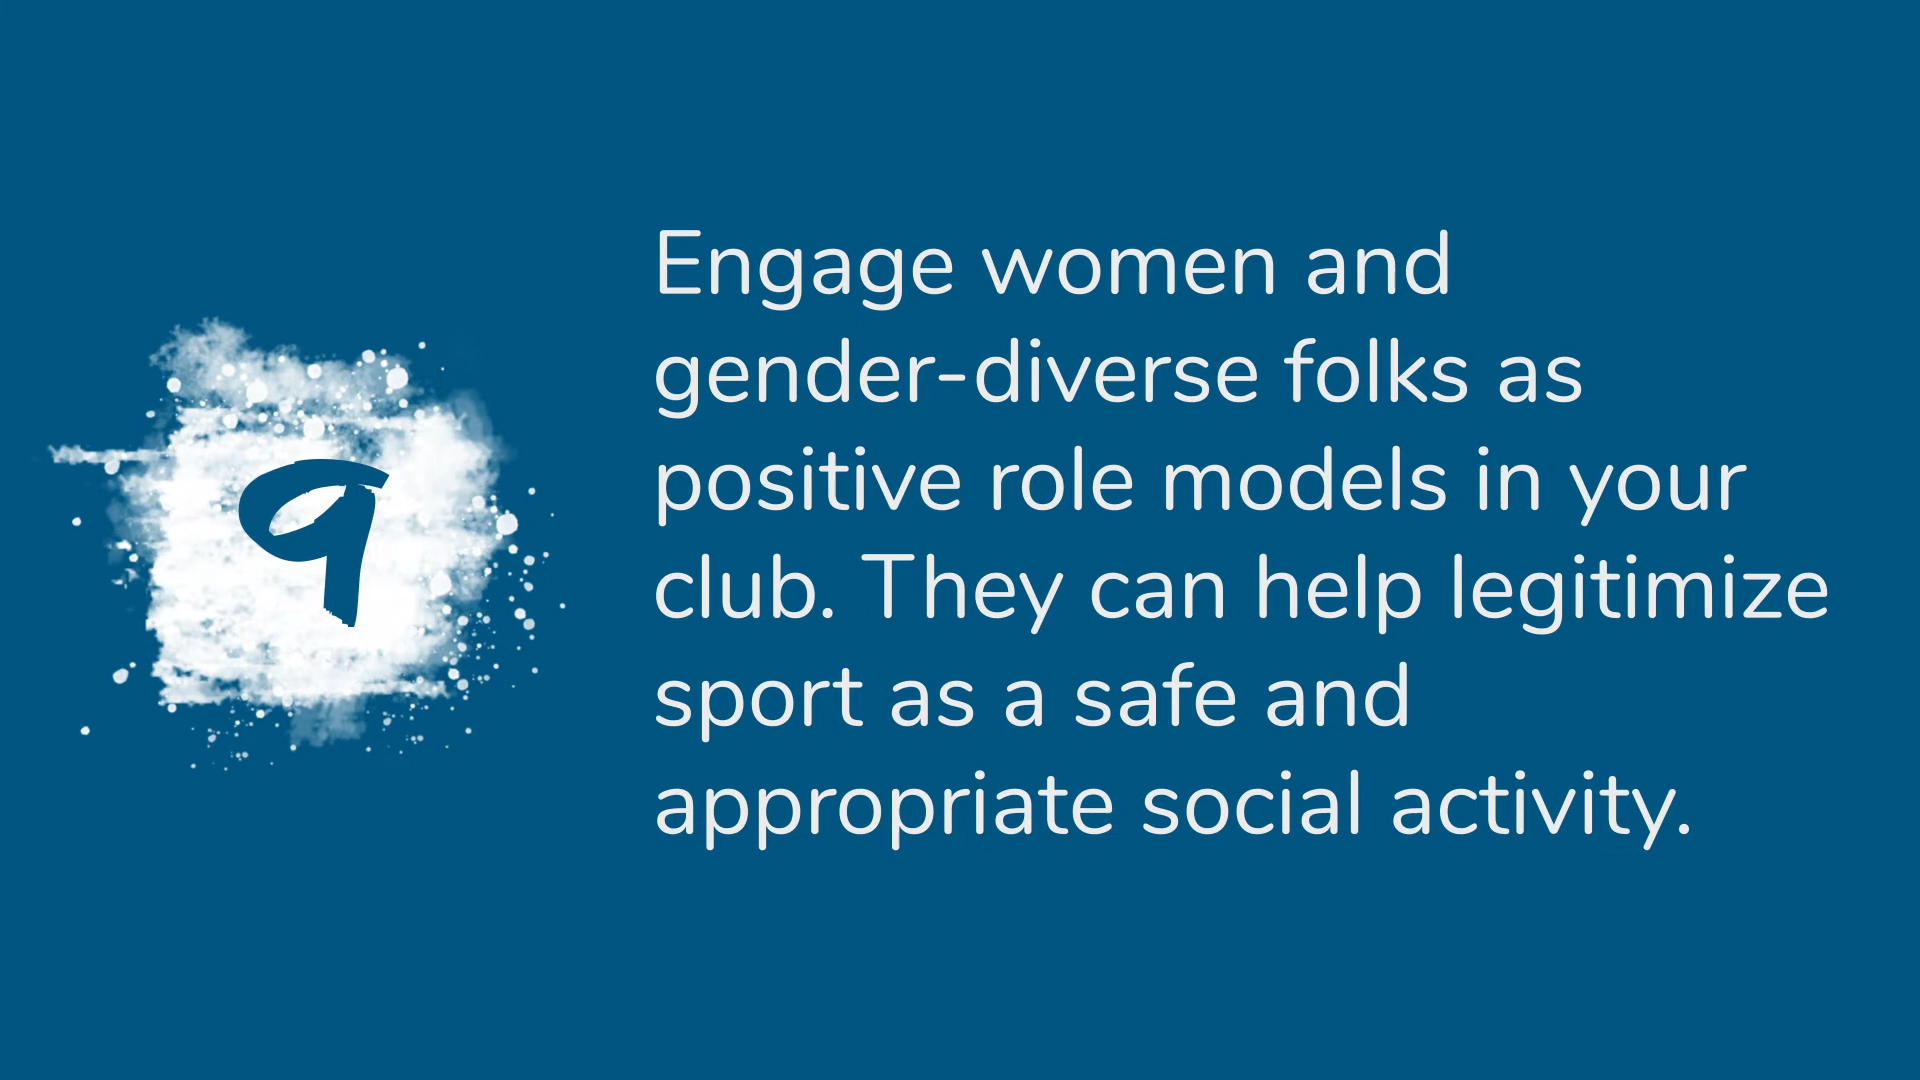 9
Engage women and
gender-diverse folks as
positive role models in your
club. They can help legitimize
sport as a safe and
appropriate social activity.